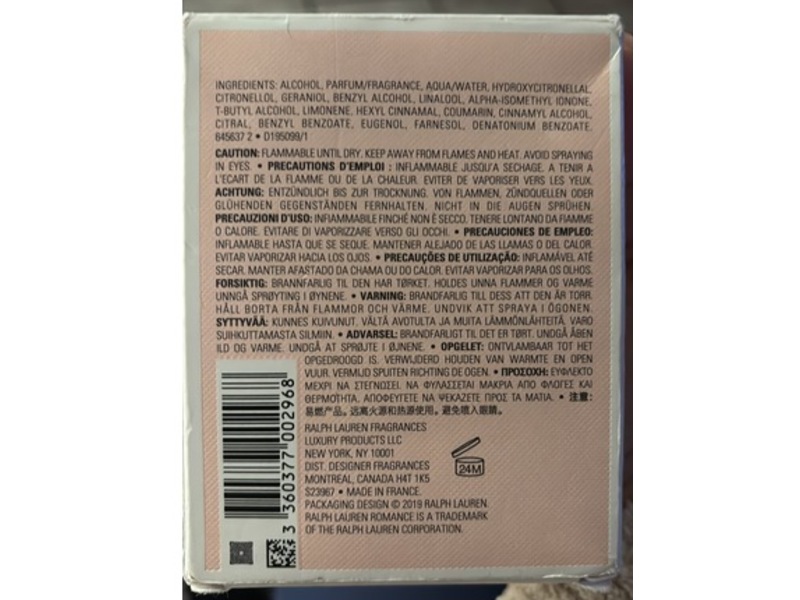 INGREDIENTS: ALCOHOL, PARFUM/FRAGRANCE, AQUA/WATER, HYDROXYCITRONELLAL,
CITRONELLOL, GERANIOL, BENZYL ALCOHOL, LINALOOL, ALPHA-ISOMETHYL IONONE,
T-BUTYL ALCOHOL, LIMONENE, HEXYL CINNAMAL, COUMARIN, CINNAMYL ALCOHOL,
CITRAL, BENZYL BENZOATE, EUGENOL, FARNESOL, DENATONIUM BENZOATE.
645637 2 • D195099/1
CAUTION: FLAMMABLE UNTIL DRY. KEEP AWAY FROM FLAMES AND HEAT. AVOID SPRAYING
IN EYES. • PRECAUTIONS D'EMPLOI : INFLAMMABLE JUSQU'A SECHAGE. A TENIR A
L'ECART DE LA FLAMME OU DE LA CHALEUR. EVITER DE VAPORISER VERS LES YEUX.
ACHTUNG: ENTZÜNDLICH BIS ZUR TROCKNUNG. VON FLAMMEN, ZÜNDQUELLEN ODER
GLÜHENDEN GEGENSTÄNDEN FERNHALTEN. NICHT IN DIE AUGEN SPRÜHEN.
PRECAUZIONI D'USO: INFIAMMABILE FINCHÉ NON È SECCO. TENERE LONTANO DA FIAMME
O CALORE. EVITARE DI VAPORIZZARE VERSO GLI OCCHI. • PRECAUCIONES DE EMPLEO:
INFLAMABLE HASTA QUE SE SEQUE. MANTENER ALEJADO DE LAS LLAMAS O DEL CALOR.
EVITAR VAPORIZAR HACIA LOS OJOS. • PRECAUÇÕES DE UTILIZAÇÃO: INFLAMÁVEL ATÉ
SECAR. MANTER AFASTADO DA CHAMA OU DO CALOR. EVITAR VAPORIZAR PARA OS OLHOS.
FORSIKTIG: BRANNFARLIG TIL DEN HAR TØRKET. HOLDES UNNA FLAMMER OG VARME
UNNGÅ SPRØYTING I ØYNENE. • VARNING: BRANDFARLIG TILL DESS ATT DEN ÄR TORR.
HÅLL BORTA FRÅN FLAMMOR OCH VÄRME. UNDVIK ATT SPRAYA I ÖGONEN.
SYTTYVÄÄ: KUNNES KUIVUNUT. VÄLTÄ AVOTULTA JA MUITA LÄMMÖNLÄHTEITÄ. VARO
SUIHKUTTAMASTA SILMIIN. • ADVARSEL: BRANDFARLIGT TIL DET ER TØRT. UNDGÅ ÅBEN
ILD OG VARME. UNDGÅ AT SPRØJTE I ØJNENE. • OPGELET: ONTVLAMBAAR TOT HET
OPGEDROOGD IS. VERWIJDERD HOUDEN VAN WARMTE EN OPEN
VUUR. VERMIJD SPUITEN RICHTING DE OGEN. • ΠΡΟΣΟΧΗ: ΕΥΦΛΕΚΤΟ
ΜΕΧΡΙ ΝΑ ΣΤΕΓΝΩΣΕΙ. ΝΑ ΦΥΛΑΣΣΕΤΑΙ ΜΑΚΡΙΑ ΑΠΟ ΦΛΟΓΕΣ ΚΑΙ
ΘΕΡΜΟΤΗΤΑ. ΑΠΟΦΕΥΓΕΤΕ ΝΑ ΨΕΚΑΖΕΤΕ ΠΡΟΣ ΤΑ ΜΑΤΙΑ. • 注意:
易燃产品。远离火源和热源使用。避免喷入眼睛。
RALPH LAUREN FRAGRANCES
LUXURY PRODUCTS LLC
NEW YORK, NY 10001
DIST. DESIGNER FRAGRANCES
MONTREAL, CANADA H4T 1K5
S23967 • MADE IN FRANCE.
PACKAGING DESIGN © 2019 RALPH LAUREN.
RALPH LAUREN ROMANCE IS A TRADEMARK
OF THE RALPH LAUREN CORPORATION.
24M
3 360377 002968